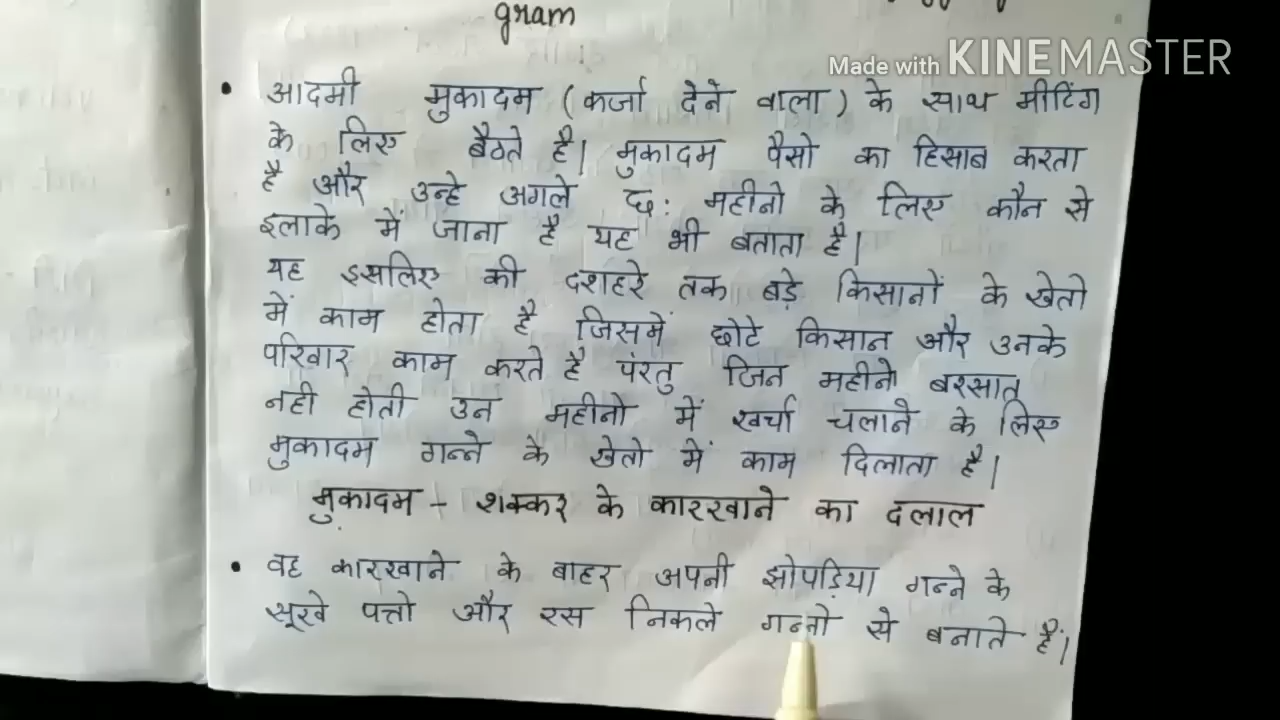 gram
Made with KINEMASTER
• आदमी मुकादम (कर्जा देने वाला) के साथ मीटिंग
के लिए बैठते है। मुकादम पैसो का हिसाब करता
है और उन्हे अगले छ: महीनो के लिए कौन से
इलाके में जाना है यह भी बताता है।
यह इसलिए की दशहरे तक बड़े किसानों के खेतो
में काम होता है जिसमें छोटे किसान और उनके
परिवार काम करते है पंरतु जिन महीनो बरसात
नही होती उन महीनो में खर्चा चलाने के लिए
मुकादम गन्ने के खेतो में काम दिलाता है।
मुकादम - शक्कर के कारखाने का दलाल
• वह कारखाने के बाहर अपनी झोपड़िया गन्ने के
सूखे पत्तो और रस निकले गन्नो से बनाते हैं।